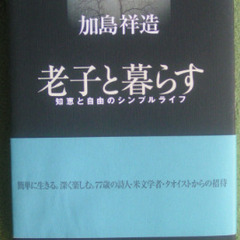 加島祥造
老子と暮らす
知恵と自由のシンプルライフ
簡単に生きる。深く楽しむ。77歳の詩人・米文学者・タオイストからの招待